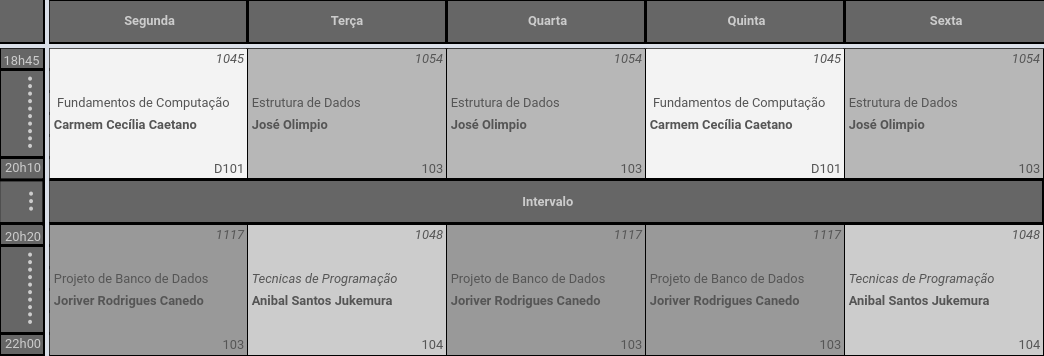 Segunda Terça Quarta Quinta Sexta
18h45 1045 1054 1054 1045 1054
Fundamentos de Computação Estrutura de Dados Estrutura de Dados Fundamentos de Computação Estrutura de Dados
Carmem Cecília Caetano José Olimpio José Olimpio Carmem Cecília Caetano José Olimpio
20h10 D101 103 103 D101 103
Intervalo
20h20 1117 1048 1117 1117 1048
Projeto de Banco de Dados Tecnicas de Programação Projeto de Banco de Dados Projeto de Banco de Dados Tecnicas de Programação
Joriver Rodrigues Canedo Anibal Santos Jukemura Joriver Rodrigues Canedo Joriver Rodrigues Canedo Anibal Santos Jukemura
22h00 103 104 103 103 104